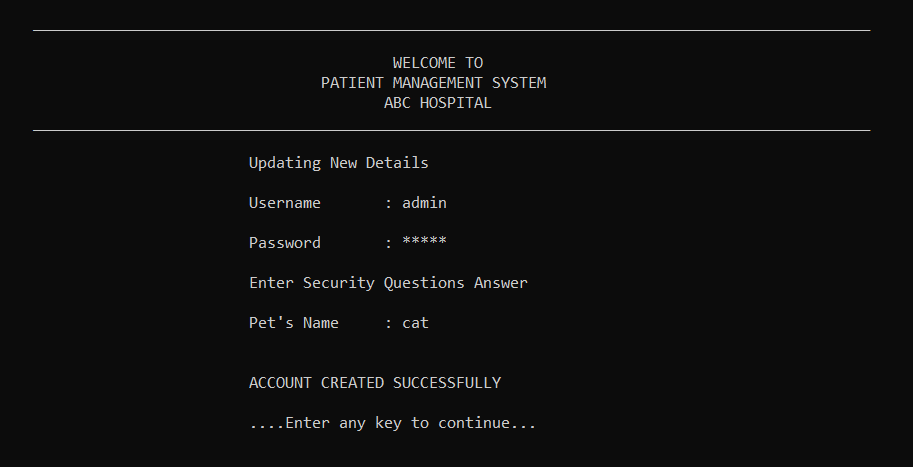 WELCOME TO
PATIENT MANAGEMENT SYSTEM
ABC HOSPITAL
Updating New Details
Username : admin
Password : *****
Enter Security Questions Answer
Pet's Name : cat
ACCOUNT CREATED SUCCESSFULLY
....Enter any key to continue...